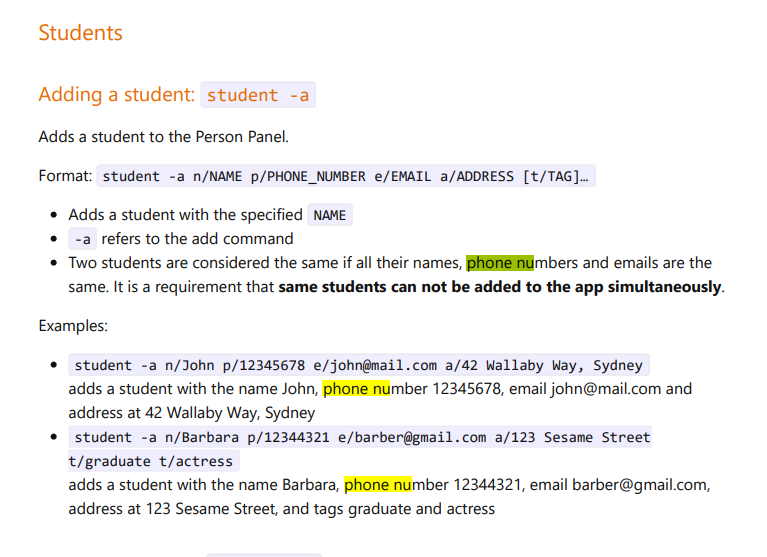 Students
Adding a student: student -a
Adds a student to the Person Panel.
Format: student -a n/NAME p/PHONE_NUMBER e/EMAIL a/ADDRESS [t/TAG]…
• Adds a student with the specified NAME
• -a refers to the add command
• Two students are considered the same if all their names, phone numbers and emails are the
same. It is a requirement that same students can not be added to the app simultaneously.
Examples:
• student -a n/John p/12345678 e/john@mail.com a/42 Wallaby Way, Sydney
adds a student with the name John, phone number 12345678, email john@mail.com and
address at 42 Wallaby Way, Sydney
• student -a n/Barbara p/12344321 e/barber@gmail.com a/123 Sesame Street
t/graduate t/actress
adds a student with the name Barbara, phone number 12344321, email barber@gmail.com,
address at 123 Sesame Street, and tags graduate and actress